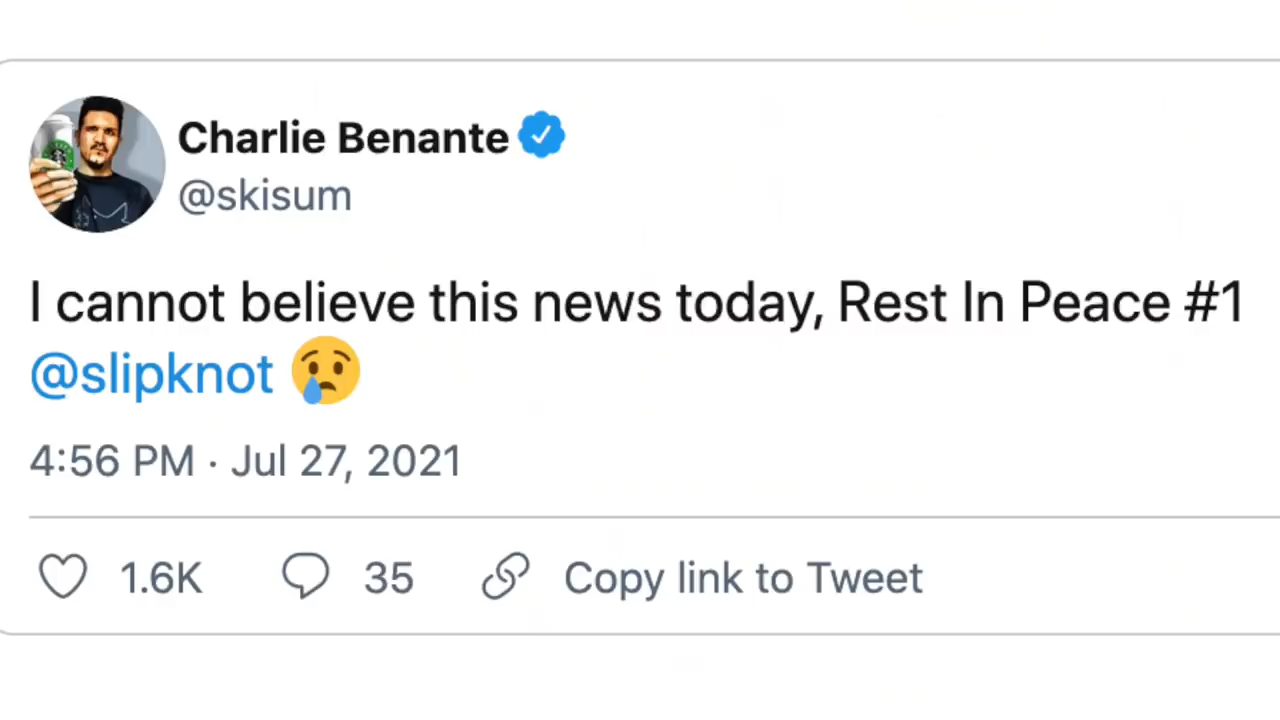 Charlie Benante
@skisum
I cannot believe this news today, Rest In Peace #1
@slipknot 😢
4:56 PM · Jul 27, 2021
1.6K 35 Copy link to Tweet